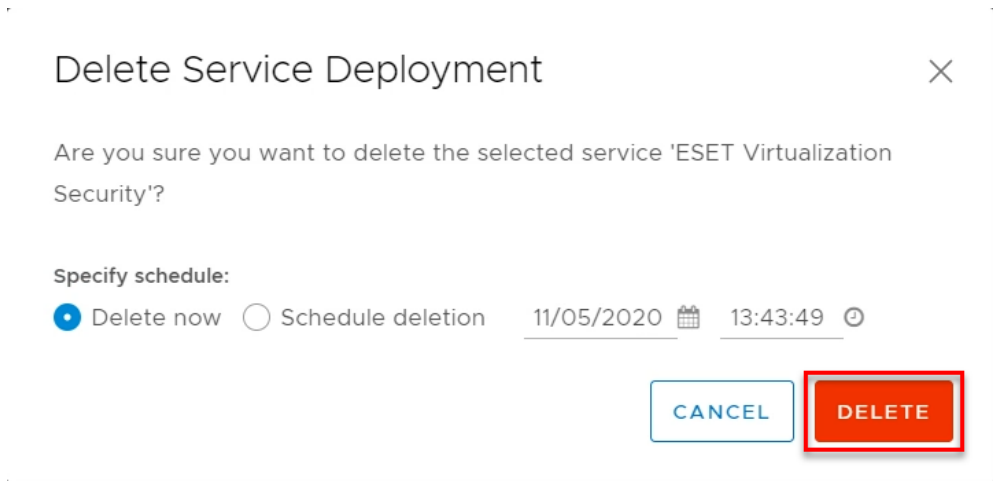 Delete Service Deployment
Are you sure you want to delete the selected service 'ESET Virtualization
Security'?
Specify schedule:
Delete now Schedule deletion 11/05/2020 13:43:49
CANCEL DELETE